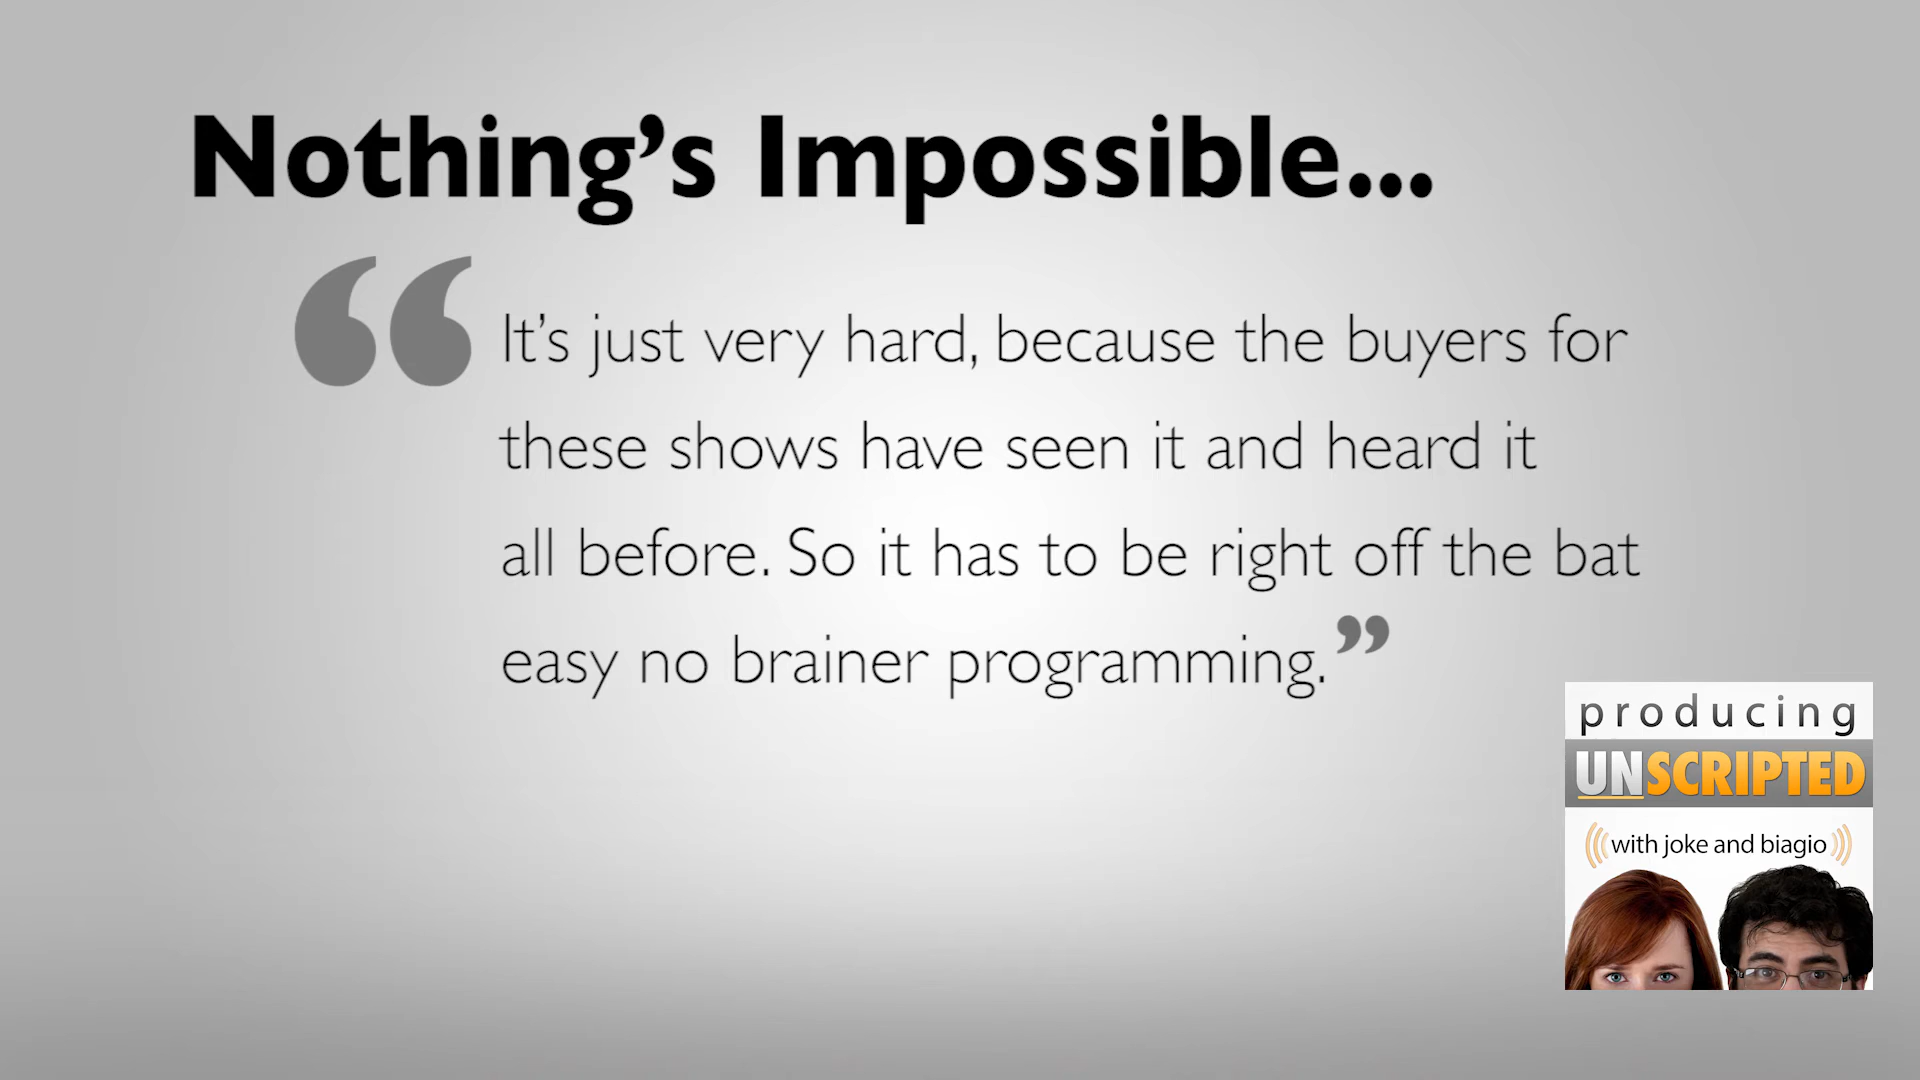 Nothing’s Impossible...
“It’s just very hard, because the buyers for
these shows have seen it and heard it
all before. So it has to be right off the bat
easy no brainer programming.”
producing
UNSCRIPTED
with joke and biagio